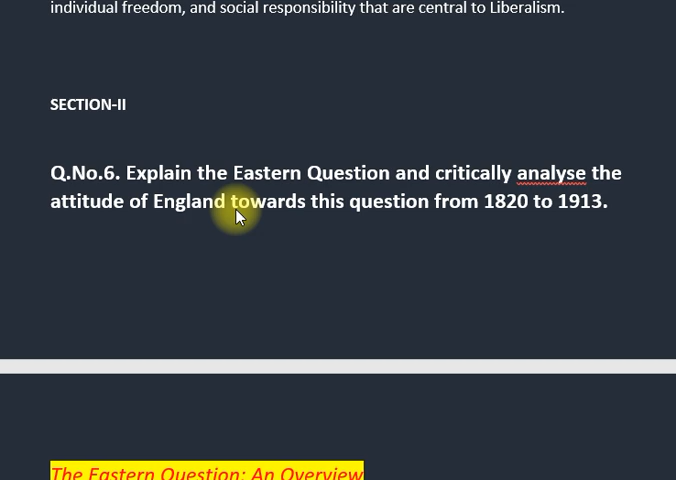 individual freedom, and social responsibility that are central to Liberalism.
SECTION-II
Q.No.6. Explain the Eastern Question and critically analyse the
attitude of England towards this question from 1820 to 1913.
The Eastern Question: An Overview